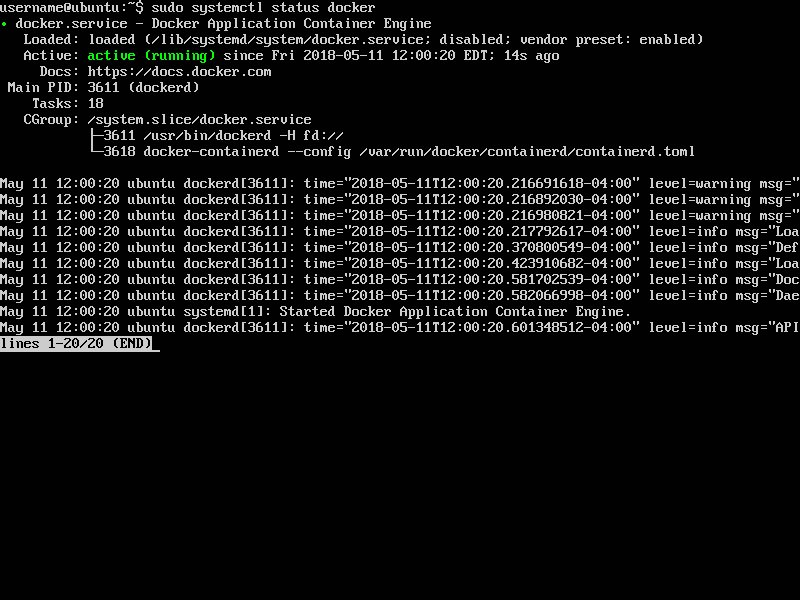 username@ubuntu:~$ sudo systemctl status docker
• docker.service - Docker Application Container Engine
   Loaded: loaded (/lib/systemd/system/docker.service; disabled; vendor preset: enabled)
   Active: active (running) since Fri 2018-05-11 12:00:20 EDT; 14s ago
     Docs: https://docs.docker.com
 Main PID: 3611 (dockerd)
    Tasks: 18
   CGroup: /system.slice/docker.service
           ├─3611 /usr/bin/dockerd -H fd://
           └─3618 docker-containerd --config /var/run/docker/containerd/containerd.toml
May 11 12:00:20 ubuntu dockerd[3611]: time="2018-05-11T12:00:20.216691618-04:00" level=warning msg="
May 11 12:00:20 ubuntu dockerd[3611]: time="2018-05-11T12:00:20.216892030-04:00" level=warning msg="
May 11 12:00:20 ubuntu dockerd[3611]: time="2018-05-11T12:00:20.216980821-04:00" level=warning msg="
May 11 12:00:20 ubuntu dockerd[3611]: time="2018-05-11T12:00:20.217792617-04:00" level=info msg="Loa
May 11 12:00:20 ubuntu dockerd[3611]: time="2018-05-11T12:00:20.370800549-04:00" level=info msg="Def
May 11 12:00:20 ubuntu dockerd[3611]: time="2018-05-11T12:00:20.423910682-04:00" level=info msg="Loa
May 11 12:00:20 ubuntu dockerd[3611]: time="2018-05-11T12:00:20.581702539-04:00" level=info msg="Doc
May 11 12:00:20 ubuntu dockerd[3611]: time="2018-05-11T12:00:20.582066998-04:00" level=info msg="Dae
May 11 12:00:20 ubuntu systemd[1]: Started Docker Application Container Engine.
May 11 12:00:20 ubuntu dockerd[3611]: time="2018-05-11T12:00:20.601348512-04:00" level=info msg="API
lines 1-20/20 (END)